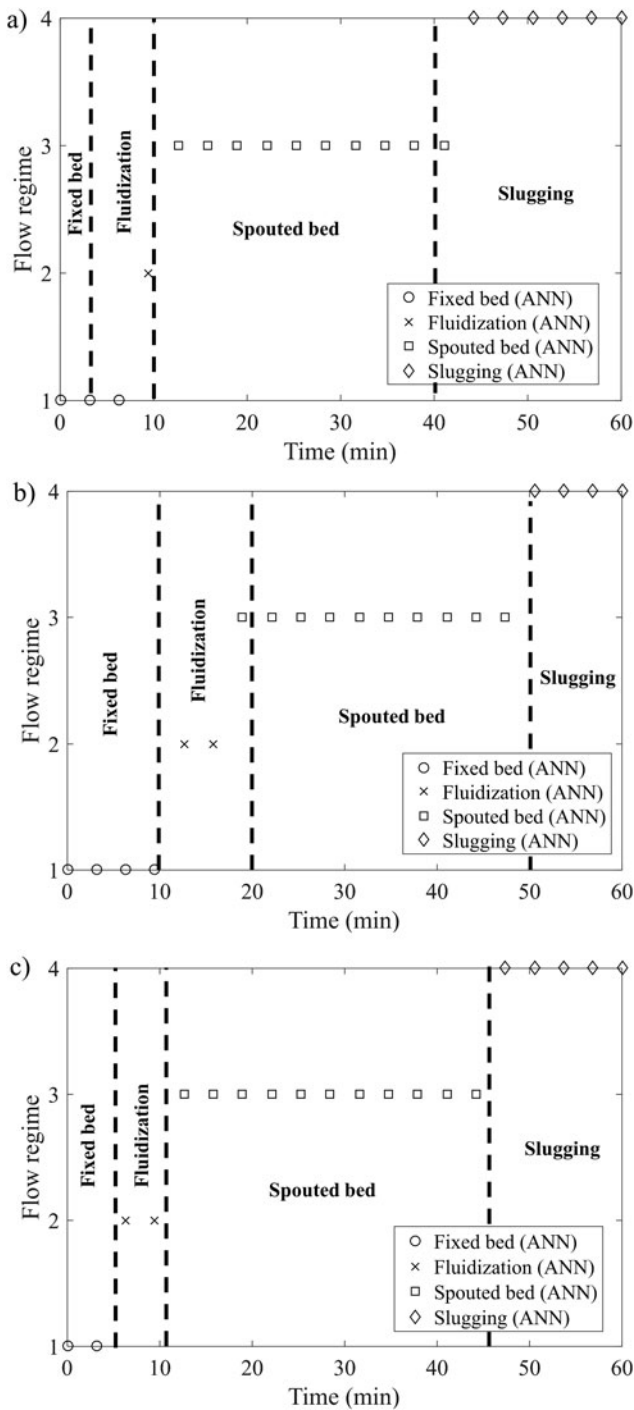 a)
4
3
2
1
Flow regime
Fixed bed
Fluidization
Spouted bed
Slugging
Fixed bed (ANN)
Fluidization (ANN)
Spouted bed (ANN)
Slugging (ANN)
0 10 20 30 40 50 60
Time (min)
b)
4
3
2
1
Flow regime
Fixed bed
Fluidization
Spouted bed
Slugging
Fixed bed (ANN)
Fluidization (ANN)
Spouted bed (ANN)
Slugging (ANN)
0 10 20 30 40 50 60
Time (min)
c)
4
3
2
1
Flow regime
Fixed bed
Fluidization
Spouted bed
Slugging
Fixed bed (ANN)
Fluidization (ANN)
Spouted bed (ANN)
Slugging (ANN)
0 10 20 30 40 50 60
Time (min)